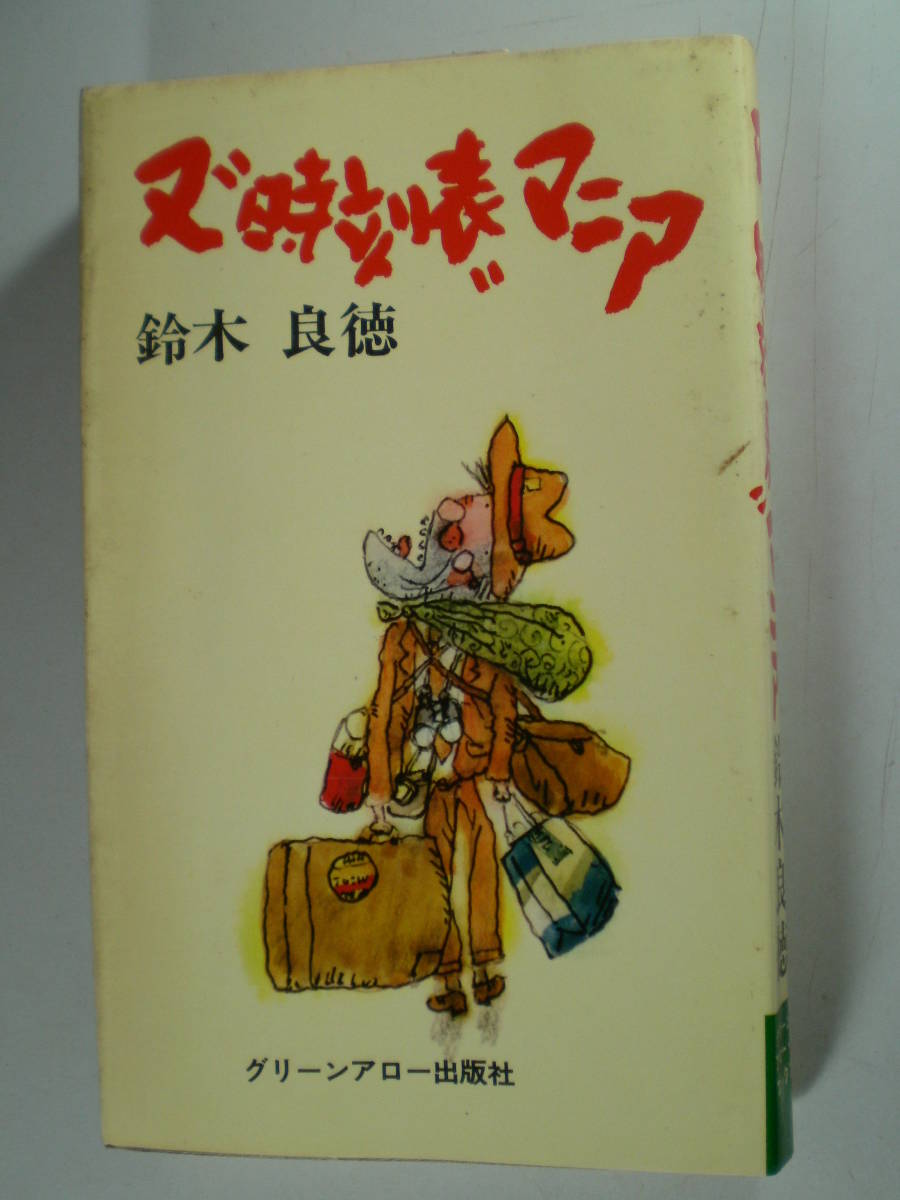 又〝時刻表〟マニア
鈴木 良徳
グリーンアロー出版社